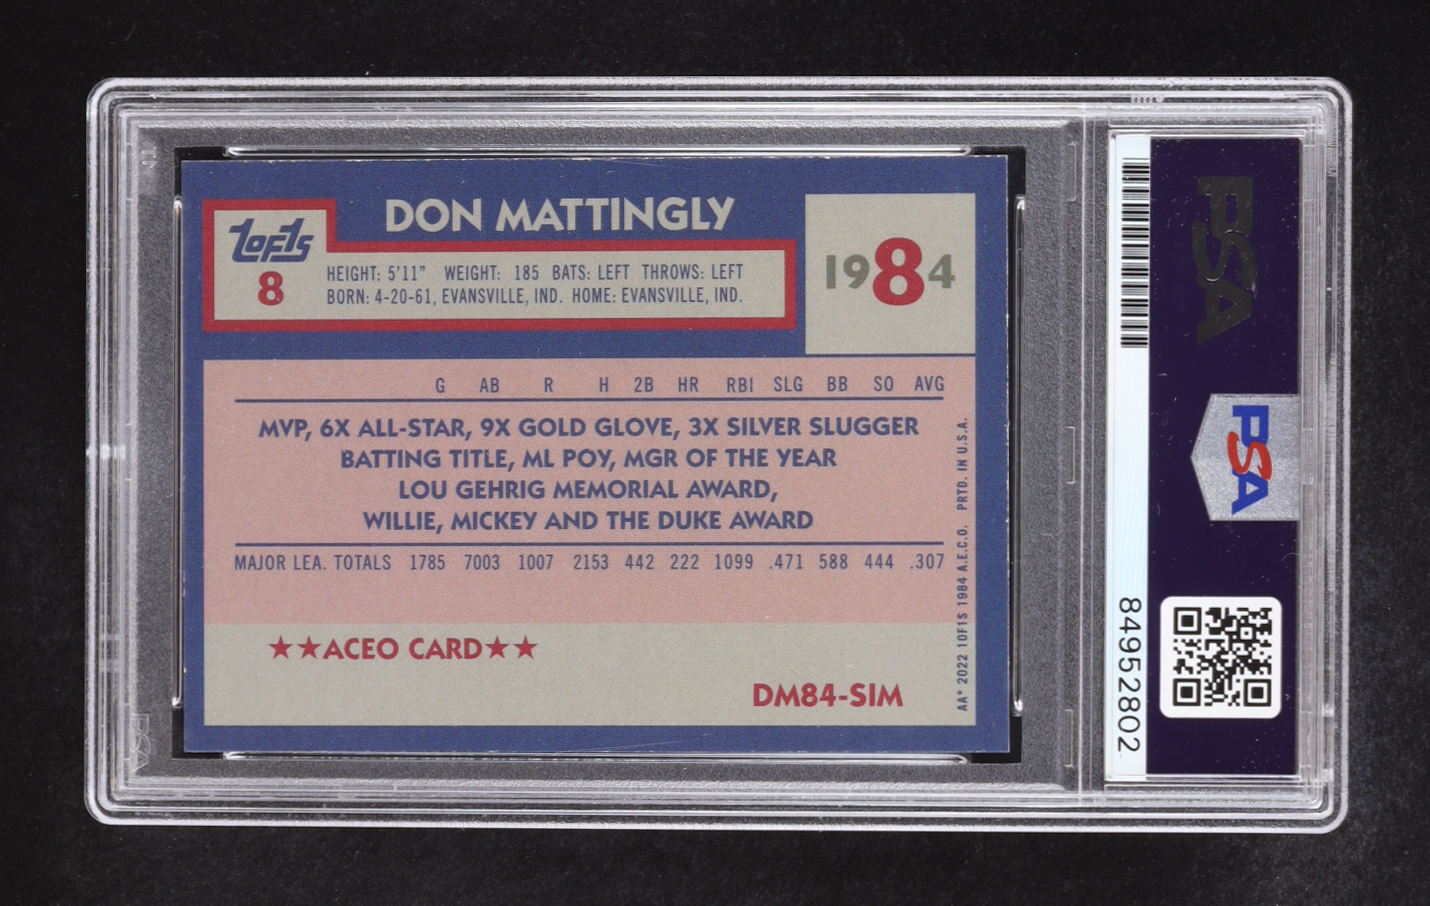 DON MATTINGLY
1of1s
8
HEIGHT: 5'11" WEIGHT: 185 BATS: LEFT THROWS: LEFT
BORN: 4-20-61, EVANSVILLE, IND. HOME: EVANSVILLE, IND.
1984
G AB R H 2B HR RBI SLG BB SO AVG
MVP, 6X ALL-STAR, 9X GOLD GLOVE, 3X SILVER SLUGGER
BATTING TITLE, ML POY, MGR OF THE YEAR
LOU GEHRIG MEMORIAL AWARD,
WILLIE, MICKEY AND THE DUKE AWARD
MAJOR LEA. TOTALS 1785 7003 1007 2153 442 222 1099 .471 588 444 .307
★★ACEO CARD★★
DM84-SIM
AA* 2022 1OF1S 1984 A.E.C.O. PRTD. IN U.S.A.
PSA
PSA
84952802